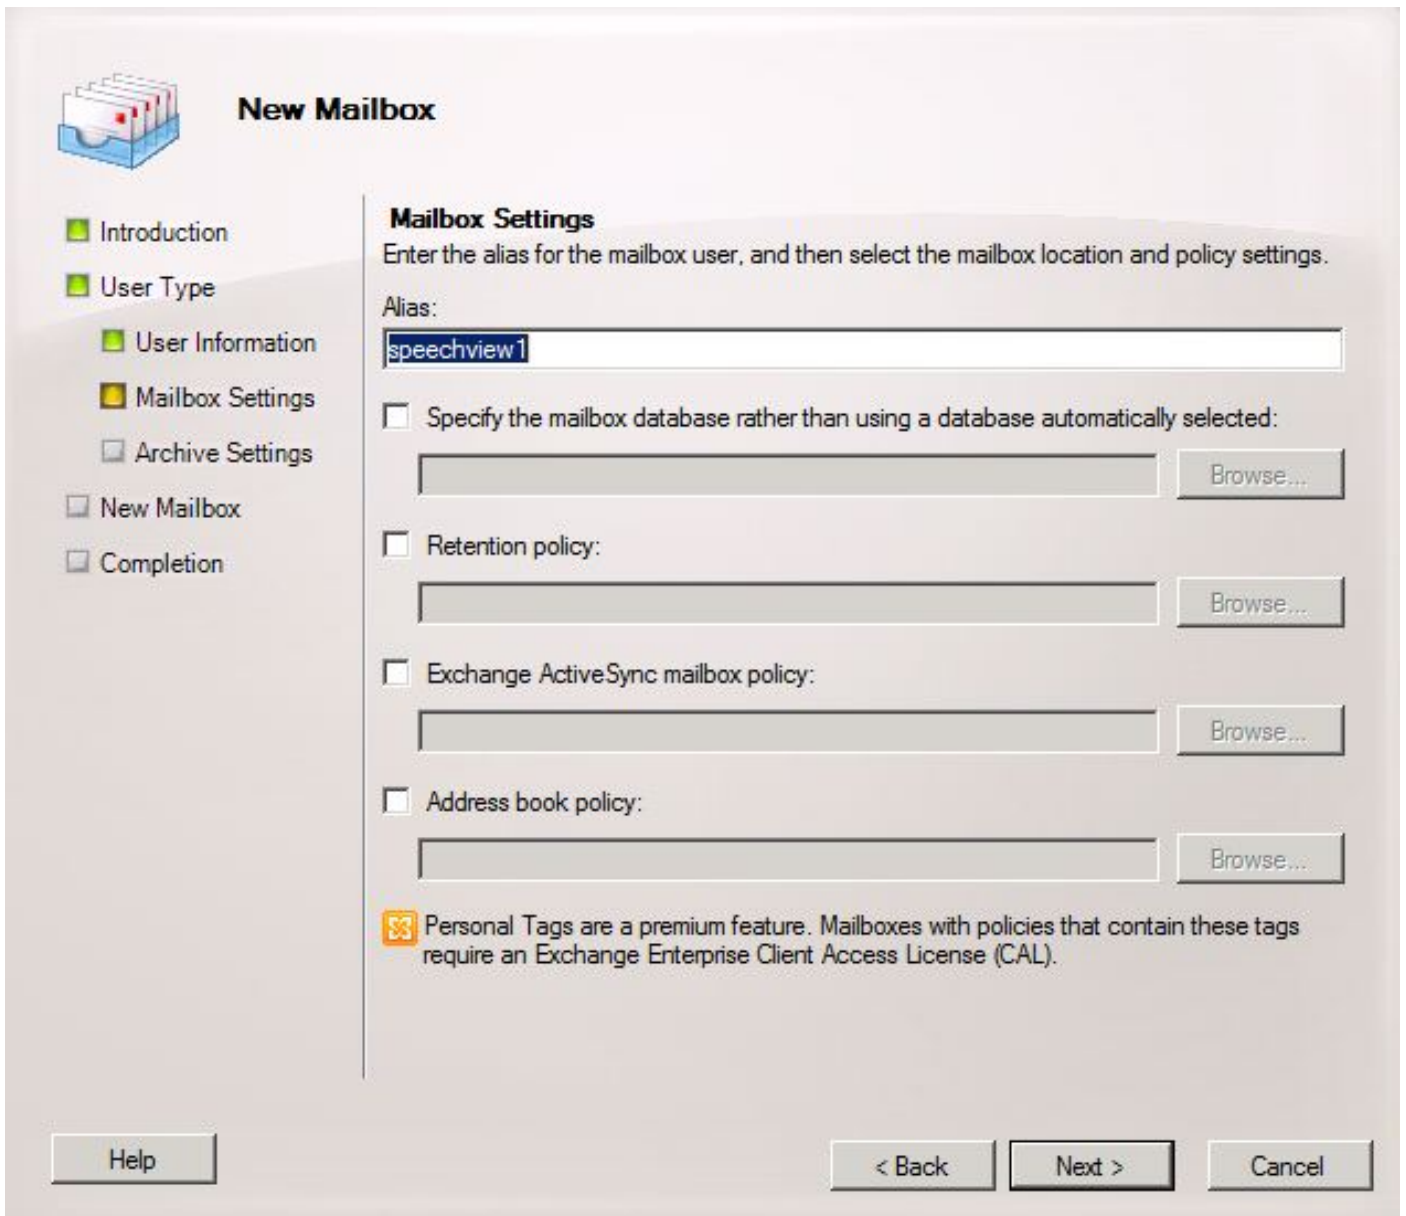 New Mailbox
Introduction
User Type
User Information
Mailbox Settings
Archive Settings
New Mailbox
Completion
Mailbox Settings
Enter the alias for the mailbox user, and then select the mailbox location and policy settings.
Alias:
speechview1
Specify the mailbox database rather than using a database automatically selected:
Browse...
Retention policy:
Browse...
Exchange ActiveSync mailbox policy:
Browse...
Address book policy:
Browse...
Personal Tags are a premium feature. Mailboxes with policies that contain these tags
require an Exchange Enterprise Client Access License (CAL).
Help
< Back
Next >
Cancel